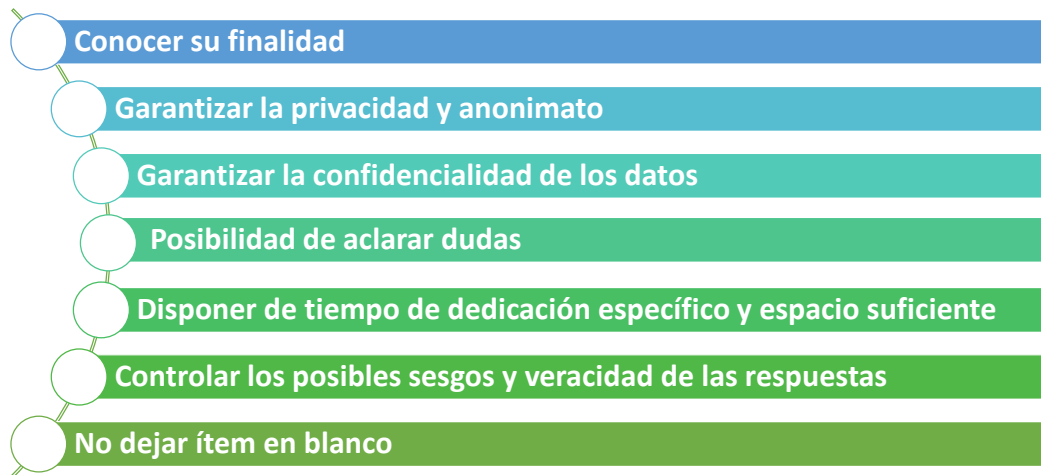 Conocer su finalidad
Garantizar la privacidad y anonimato
Garantizar la confidencialidad de los datos
Posibilidad de aclarar dudas
Disponer de tiempo de dedicación específico y espacio suficiente
Controlar los posibles sesgos y veracidad de las respuestas
No dejar ítem en blanco